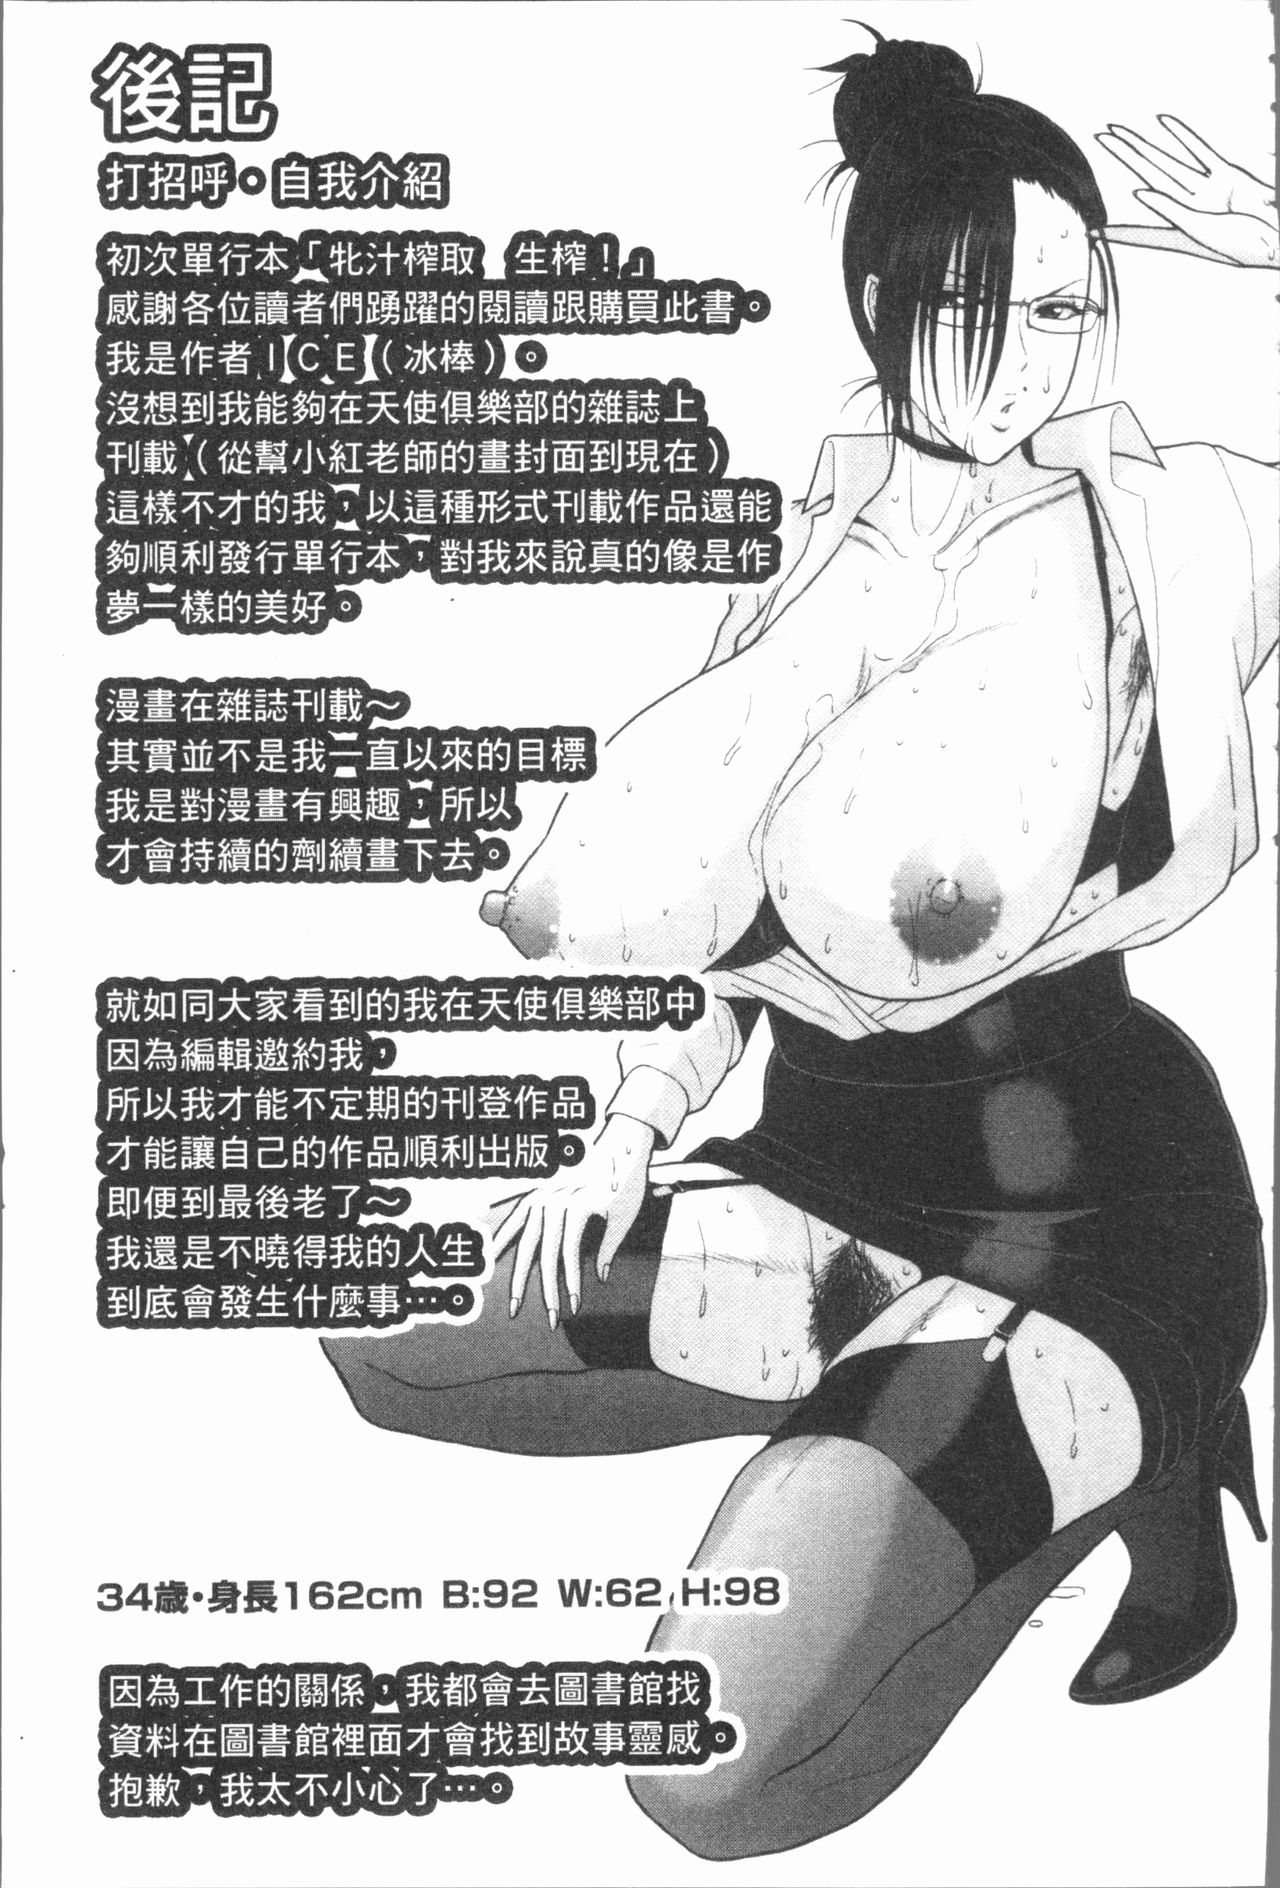 後記
打招呼。自我介紹
初次單行本「牝汁榨取　生榨！」
感謝各位讀者們踴躍的閱讀跟購買此書。
我是作者ＩＣＥ（冰棒）。
沒想到我能夠在天使俱樂部的雜誌上
刊載（從幫小紅老師的畫封面到現在）
這樣不才的我，以這種形式刊載作品還能
夠順利發行單行本，對我來說真的像是作
夢一樣的美好。
漫畫在雜誌刊載～
其實並不是我一直以來的目標
我是對漫畫有興趣，所以
才會持續的劑續畫下去。
就如同大家看到的我在天使俱樂部中
因為編輯邀約我，
所以我才能不定期的刊登作品
才能讓自己的作品順利出版。
即便到最後老了～
我還是不曉得我的人生
到底會發生什麼事…。
34歲・身長162cm B:92 W:62 H:98
因為工作的關係，我都會去圖書館找
資料在圖書館裡面才會找到故事靈感。
抱歉，我太不小心了…。